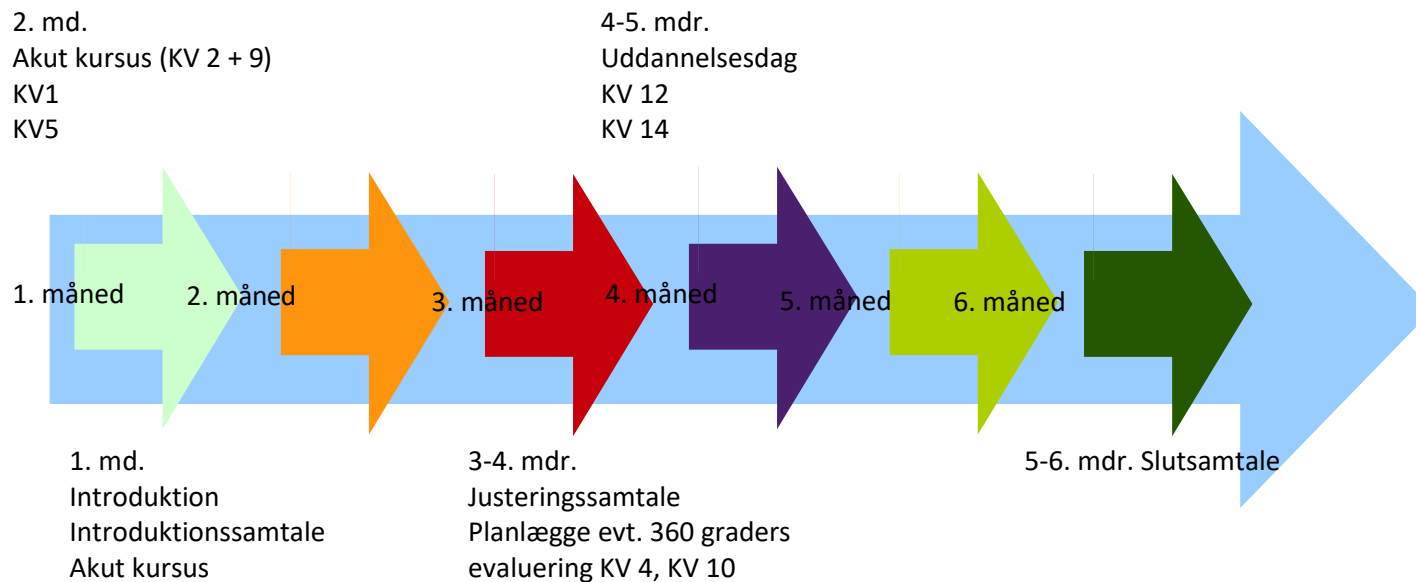 2. md.
Akut kursus (KV 2 + 9)
KV1
KV5
4-5. mdr.
Uddannelsesdag
KV 12
KV 14
1. måned
2. måned
3. måned
4. måned
5. måned
6. måned
1. md.
Introduktion
Introduktionssamtale
Akut kursus
3-4. mdr.
Justeringssamtale
Planlægge evt. 360 graders
evaluering KV 4, KV 10
5-6. mdr. Slutsamtale